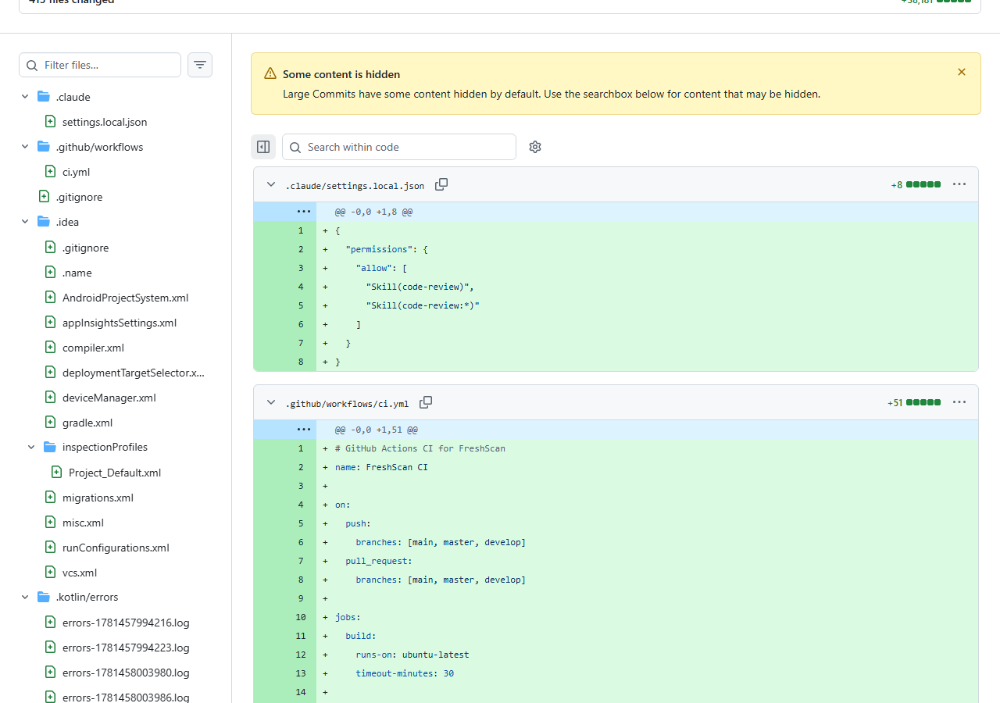 415 files changed
+58,181
Filter files...
.claude
settings.local.json
.github/workflows
ci.yml
.gitignore
.idea
.gitignore
.name
AndroidProjectSystem.xml
appInsightsSettings.xml
compiler.xml
deploymentTargetSelector.x...
deviceManager.xml
gradle.xml
inspectionProfiles
Project_Default.xml
migrations.xml
misc.xml
runConfigurations.xml
vcs.xml
.kotlin/errors
errors-1781457994216.log
errors-1781457994223.log
errors-1781458003980.log
errors-1781458003986.log
Some content is hidden
Large Commits have some content hidden by default. Use the searchbox below for content that may be hidden.
Search within code
.claude/settings.local.json
+8
@@ -0,0 +1,8 @@
1 + {
2 + "permissions": {
3 + "allow": [
4 + "Skill(code-review)",
5 + "Skill(code-review:*)"
6 + ]
7 + }
8 + }
.github/workflows/ci.yml
+51
@@ -0,0 +1,51 @@
1 + # GitHub Actions CI for FreshScan
2 + name: FreshScan CI
3 +
4 + on:
5 + push:
6 + branches: [main, master, develop]
7 + pull_request:
8 + branches: [main, master, develop]
9 +
10 + jobs:
11 + build:
12 + runs-on: ubuntu-latest
13 + timeout-minutes: 30
14 +